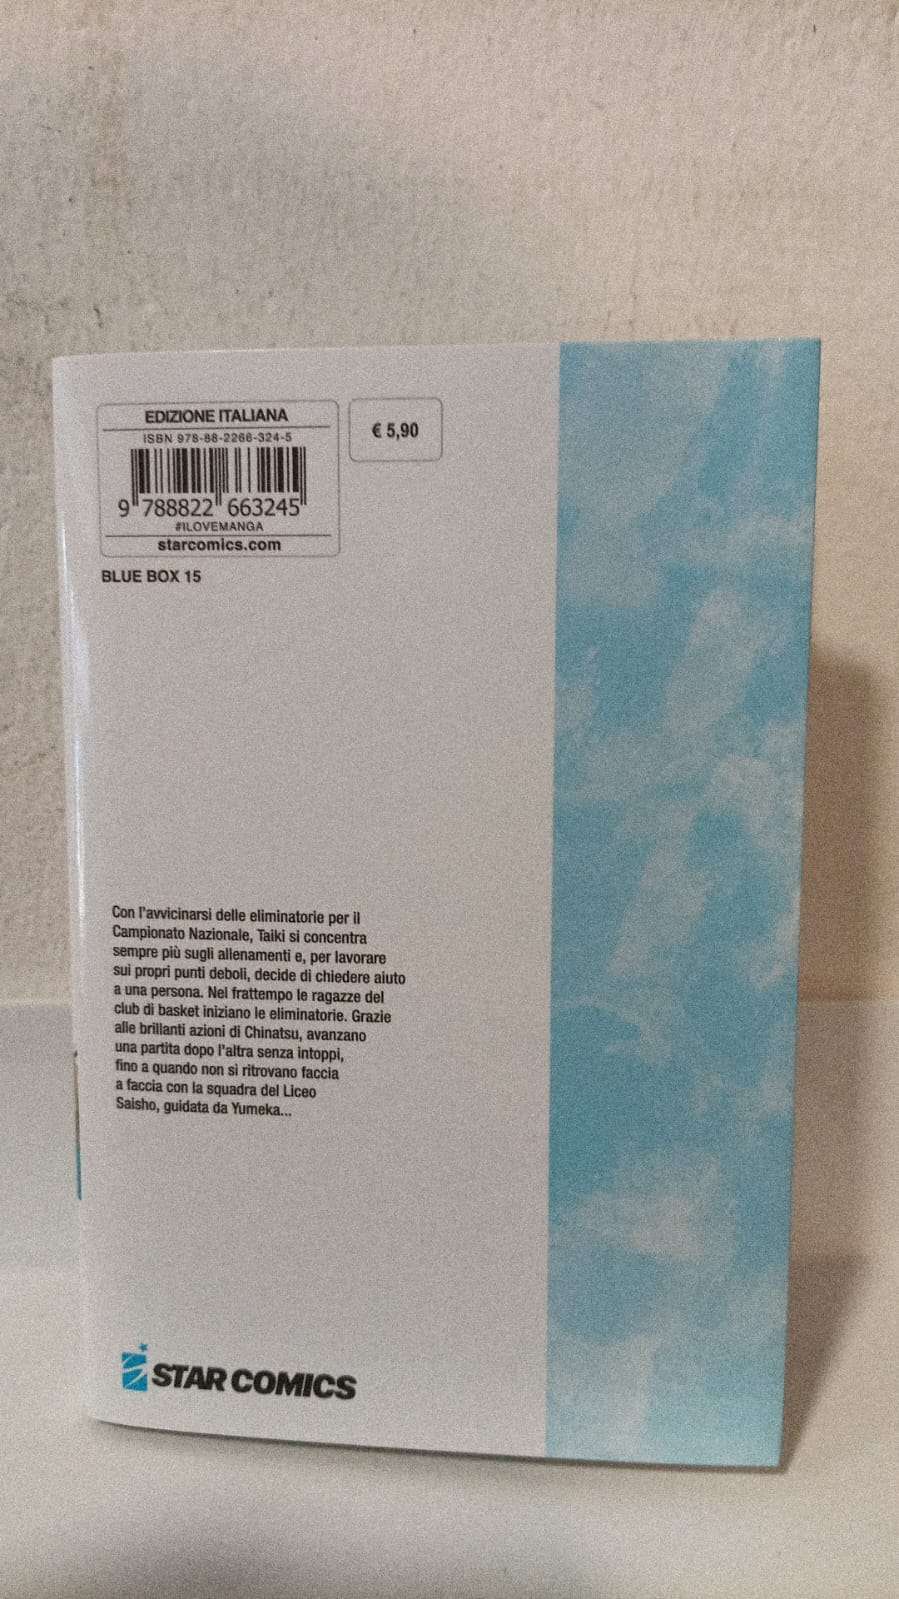 EDIZIONE ITALIANA
ISBN 978-88-2266-324-5
9 788822 663245
#ILOVEMANGA
starcomics.com
€ 5,90
BLUE BOX 15
Con l'avvicinarsi delle eliminatorie per il
Campionato Nazionale, Taiki si concentra
sempre più sugli allenamenti e, per lavorare
sui propri punti deboli, decide di chiedere aiuto
a una persona. Nel frattempo le ragazze del
club di basket iniziano le eliminatorie. Grazie
alle brillanti azioni di Chinatsu, avanzano
una partita dopo l'altra senza intoppi,
fino a quando non si ritrovano faccia
a faccia con la squadra del Liceo
Saisho, guidata da Yumeka...
STAR COMICS